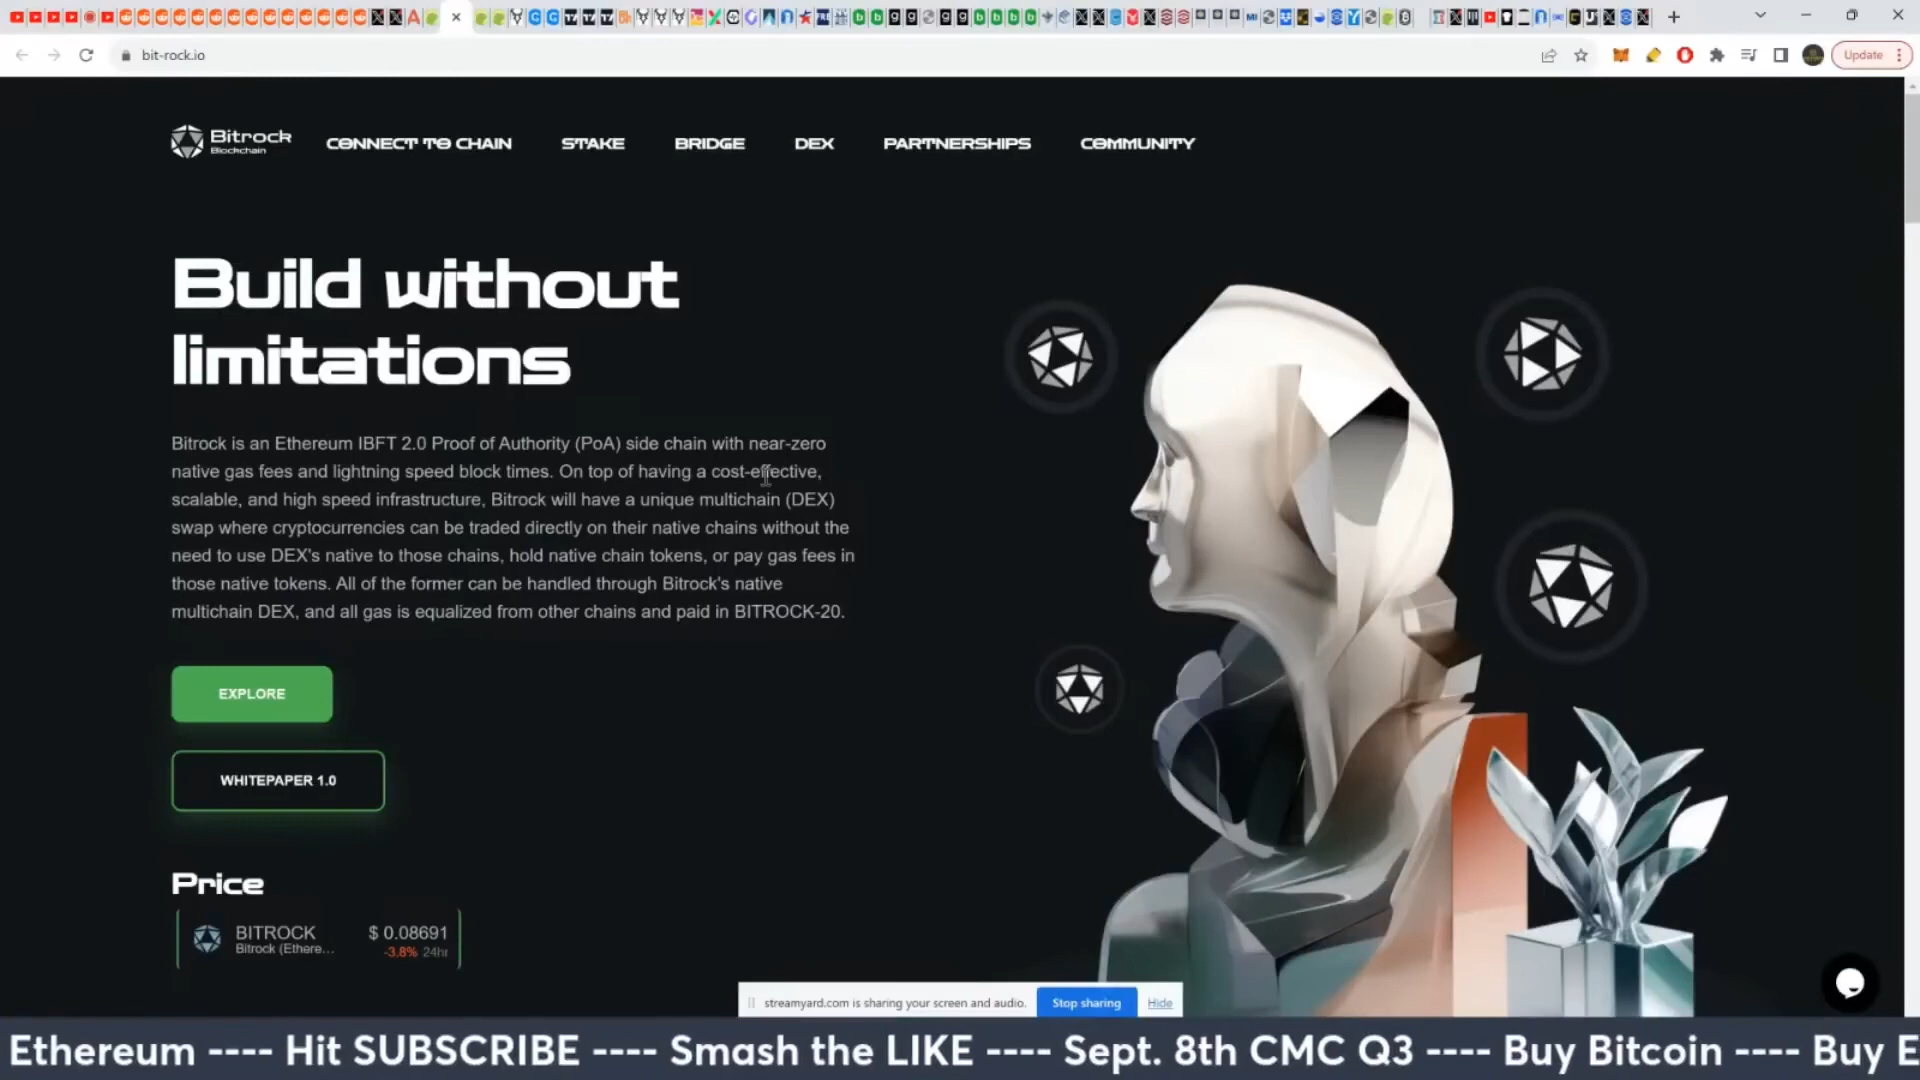 bit-rock.io
Update
Bitrock
Blockchain
CONNECT TO CHAIN
STAKE
BRIDGE
DEX
PARTNERSHIPS
COMMUNITY
Build without
limitations
Bitrock is an Ethereum IBFT 2.0 Proof of Authority (PoA) side chain with near-zero
native gas fees and lightning speed block times. On top of having a cost-effective,
scalable, and high speed infrastructure, Bitrock will have a unique multichain (DEX)
swap where cryptocurrencies can be traded directly on their native chains without the
need to use DEX's native to those chains, hold native chain tokens, or pay gas fees in
those native tokens. All of the former can be handled through Bitrock's native
multichain DEX, and all gas is equalized from other chains and paid in BITROCK-20.
EXPLORE
WHITEPAPER 1.0
Price
BITROCK $ 0.08691
Bitrock (Ethere... -3.8% 24hr
streamyard.com is sharing your screen and audio. Stop sharing Hide
Ethereum ---- Hit SUBSCRIBE ---- Smash the LIKE ---- Sept. 8th CMC Q3 ---- Buy Bitcoin ---- Buy E